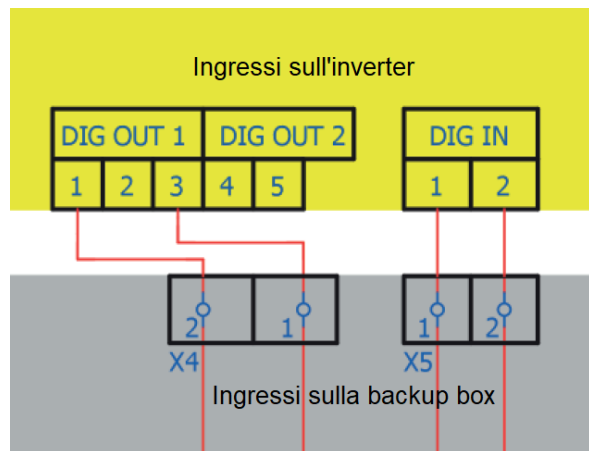 Ingressi sull'inverter
DIG OUT 1 DIG OUT 2 DIG IN
1 2 3 4 5 1 2
2 1 1 2
X4 X5
Ingressi sulla backup box